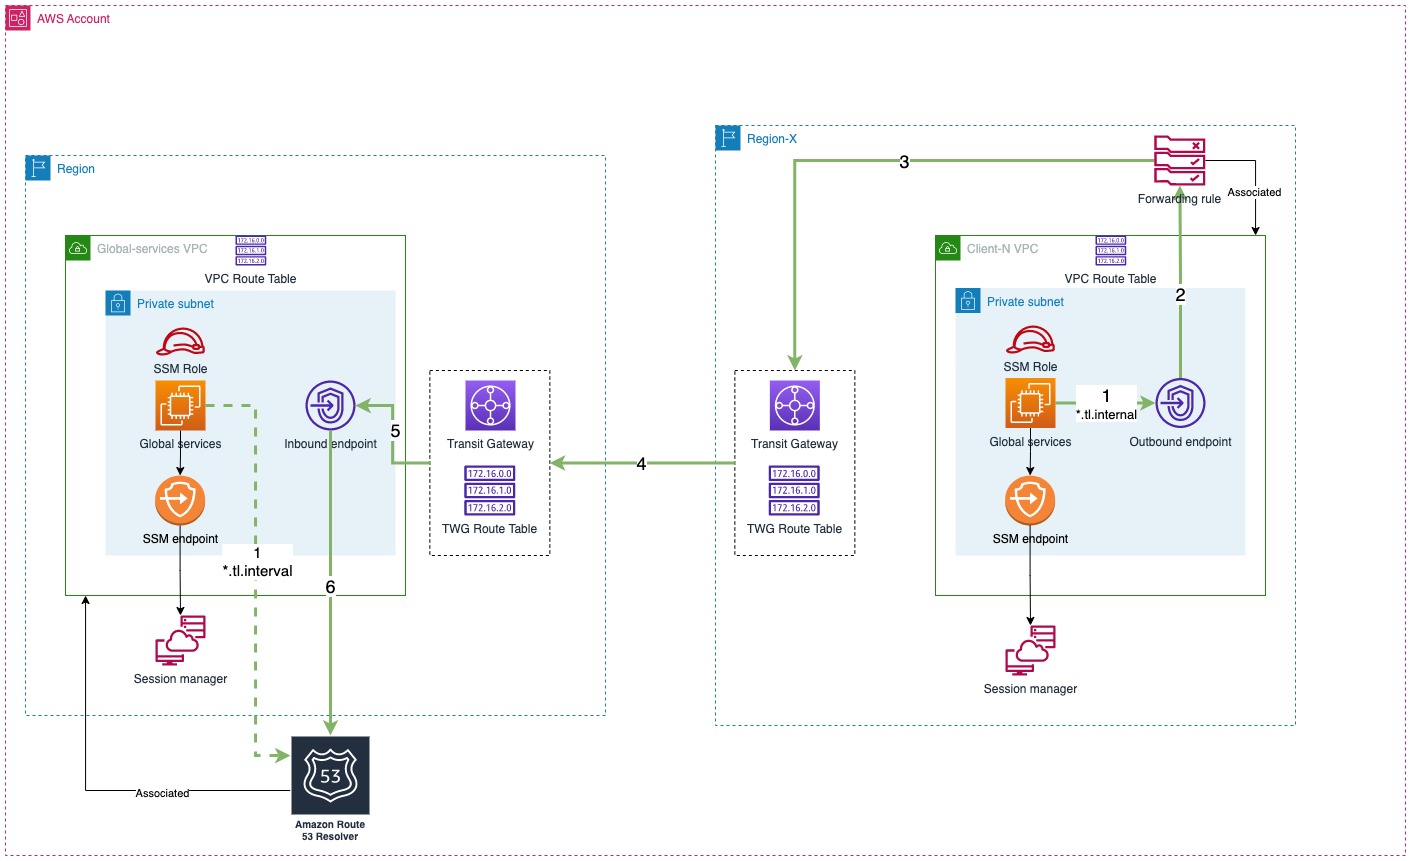 AWS Account
Region
Global-services VPC
172.16.0.0
172.16.1.0
172.16.2.0
VPC Route Table
Private subnet
SSM Role
Global services
Inbound endpoint
SSM endpoint
1
*.tl.interval
Session manager
6
Associated
53
Amazon Route
53 Resolver
5
Transit Gateway
172.16.0.0
172.16.1.0
172.16.2.0
TWG Route Table
4
Region-X
3
Forwarding rule
Associated
Transit Gateway
172.16.0.0
172.16.1.0
172.16.2.0
TWG Route Table
Client-N VPC
172.16.0.0
172.16.1.0
172.16.2.0
VPC Route Table
2
Private subnet
SSM Role
1
*.tl.internal
Global services
Outbound endpoint
SSM endpoint
Session manager